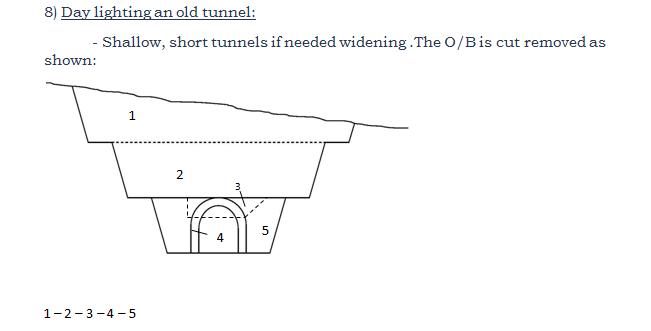 8) Day lighting an old tunnel:
- Shallow, short tunnels if needed widening .The O/B is cut removed as
shown:
1
2
3
5
4
1–2–3–4–5